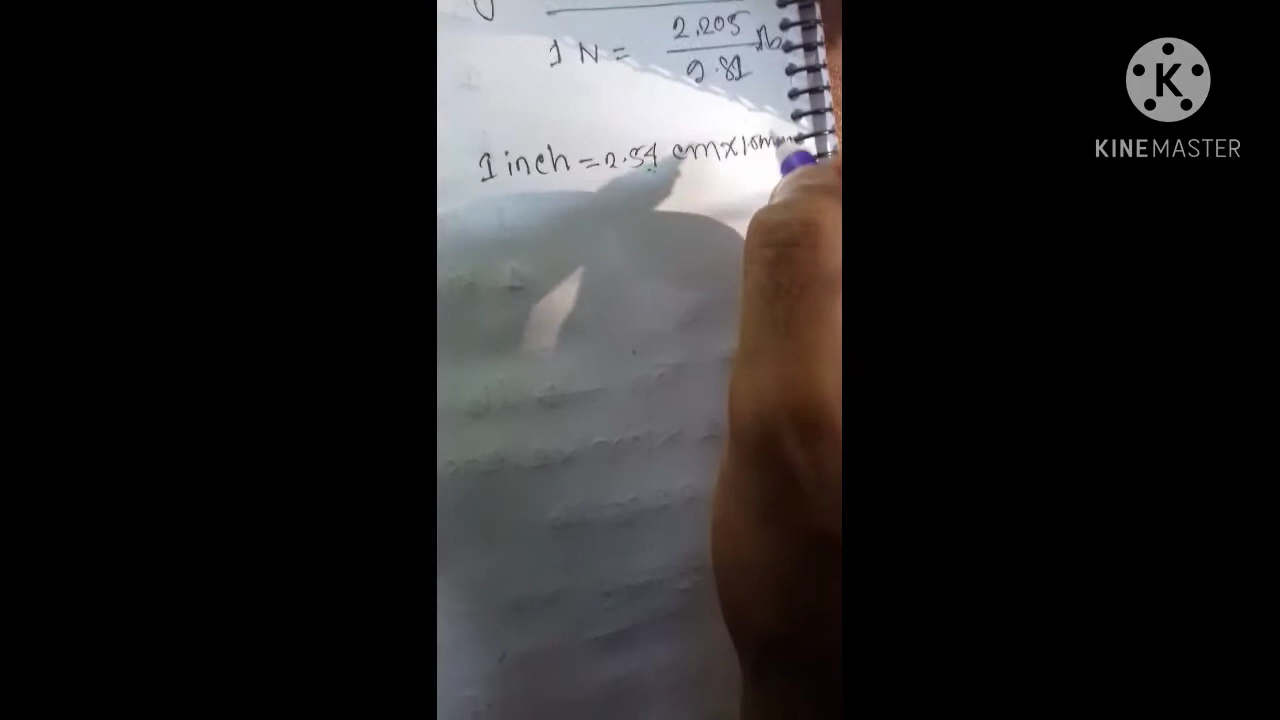 1 N = 2.205/9.81 lb
1 inch = 2.54 cm x 10mm
KINEMASTER